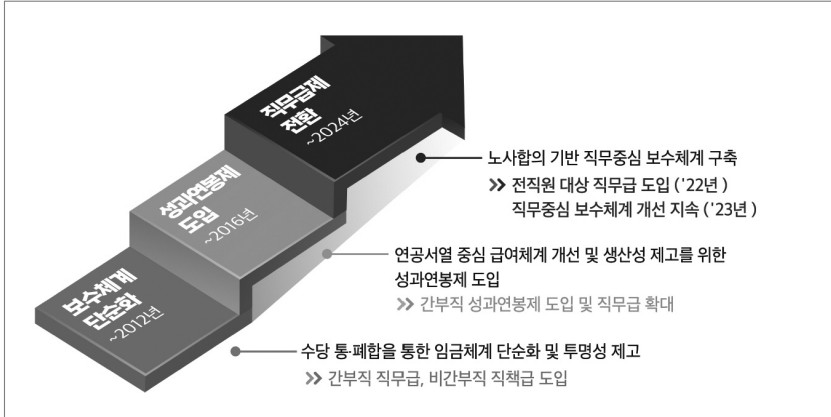 직무급제
전환
~2024년
노사합의 기반 직무중심 보수체계 구축
>> 전직원 대상 직무급 도입 ( '22년 )
직무중심 보수체계 개선 지속 ( '23년 )
성과연봉제
도입
~2016년
연공서열 중심 급여체계 개선 및 생산성 제고를 위한
성과연봉제 도입
>> 간부직 성과연봉제 도입 및 직무급 확대
보수체계
단순화
~2012년
수당 통·폐합을 통한 임금체계 단순화 및 투명성 제고
>> 간부직 직무급, 비간부직 직책급 도입